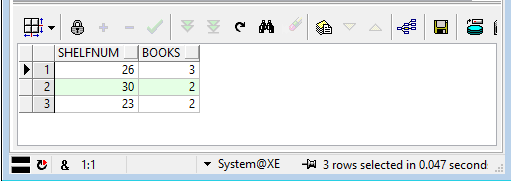 SHELFNUM BOOKS
1 26 3
2 30 2
3 23 2
& 1:1 System@XE 3 rows selected in 0.047 second